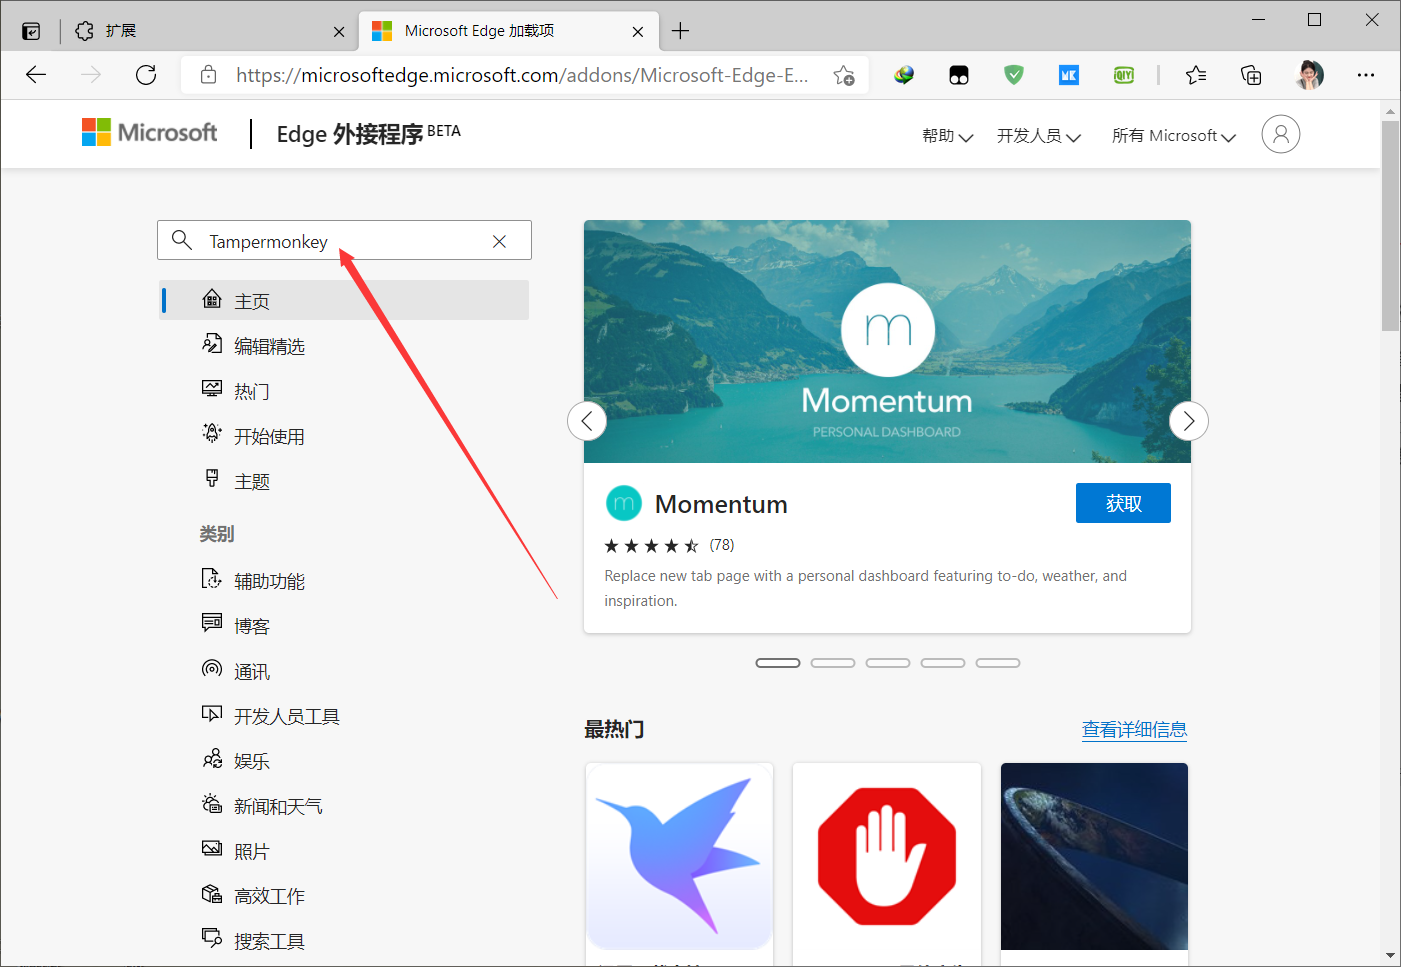 扩展
Microsoft Edge 加载项
https://microsoftedge.microsoft.com/addons/Microsoft-Edge-E...
MK
QIY
Microsoft
Edge 外接程序 BETA
帮助
开发人员
所有 Microsoft
Tampermonkey
主页
编辑精选
热门
开始使用
主题
类别
辅助功能
博客
通讯
开发人员工具
娱乐
新闻和天气
照片
高效工作
搜索工具
m
Momentum
PERSONAL DASHBOARD
m
Momentum
获取
(78)
Replace new tab page with a personal dashboard featuring to-do, weather, and
inspiration.
最热门
查看详细信息